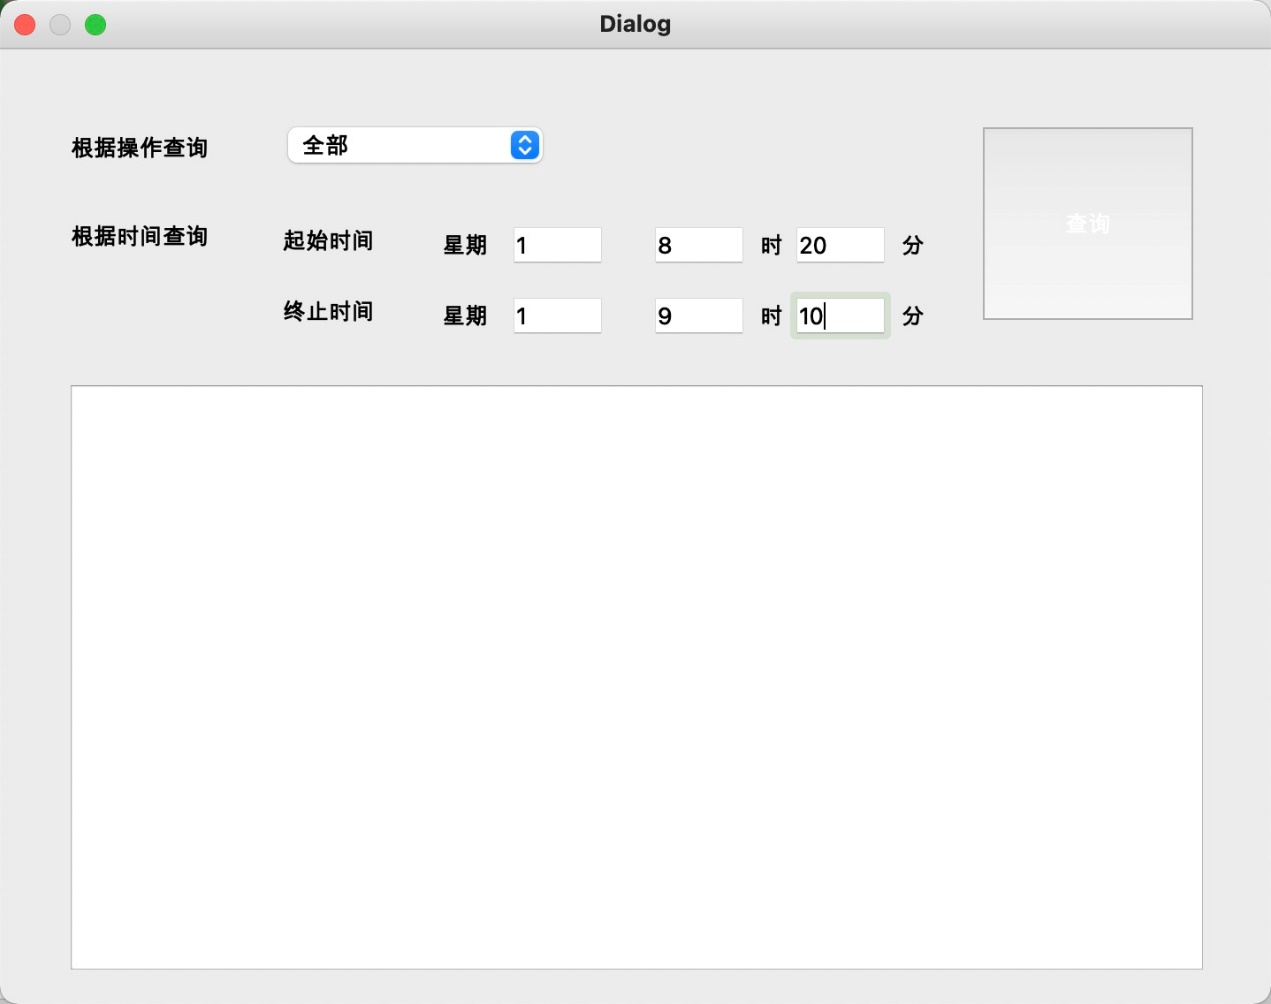 Dialog
根据操作查询 全部
查询
根据时间查询 起始时间 星期 1 8 时 20 分
终止时间 星期 1 9 时 10 分